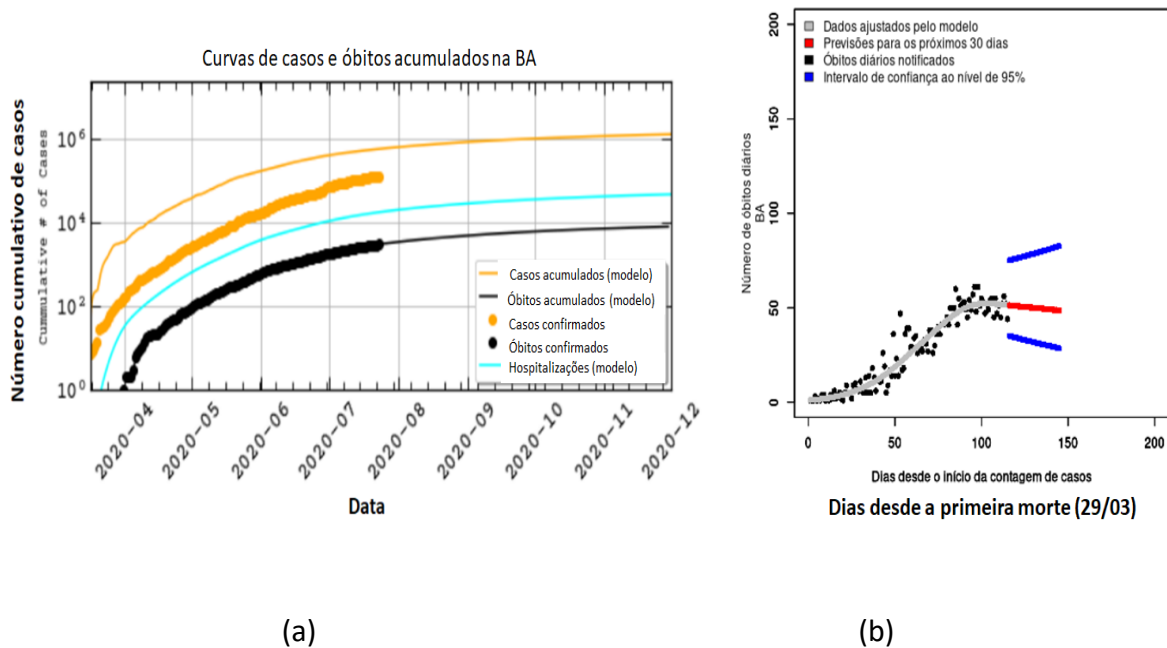 Curvas de casos e óbitos acumulados na BA
Número cumulativo de casos
Cummulative # of Cases
10^6
10^4
10^2
10^0
Casos acumulados (modelo)
Óbitos acumulados (modelo)
Casos confirmados
Óbitos confirmados
Hospitalizações (modelo)
2020-04
2020-05
2020-06
2020-07
2020-08
2020-09
2020-10
2020-11
2020-12
Data
(a)
Dados ajustados pelo modelo
Previsões para os próximos 30 dias
Óbitos diários notificados
Intervalo de confiança ao nível de 95%
Número de óbitos diários
BA
200
150
100
50
0
0 50 100 150 200
Dias desde o início da contagem de casos
Dias desde a primeira morte (29/03)
(b)